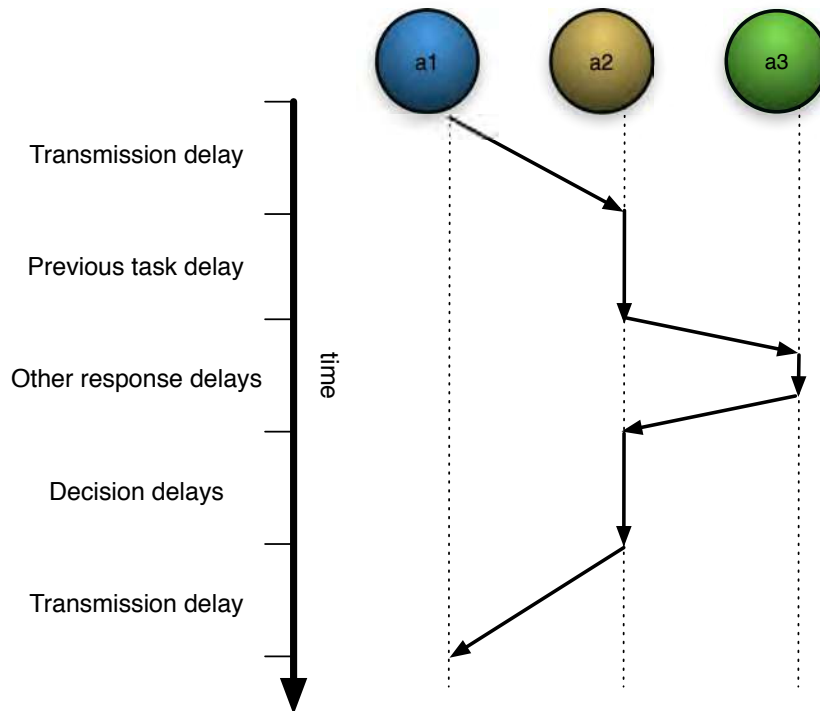 a1
a2
a3
Transmission delay
Previous task delay
Other response delays
time
Decision delays
Transmission delay